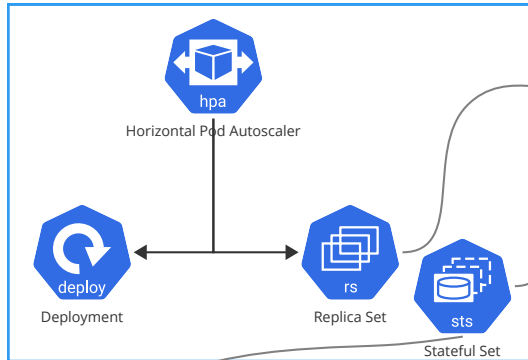 hpa
Horizontal Pod Autoscaler
deploy
Deployment
rs
Replica Set
sts
Stateful Set